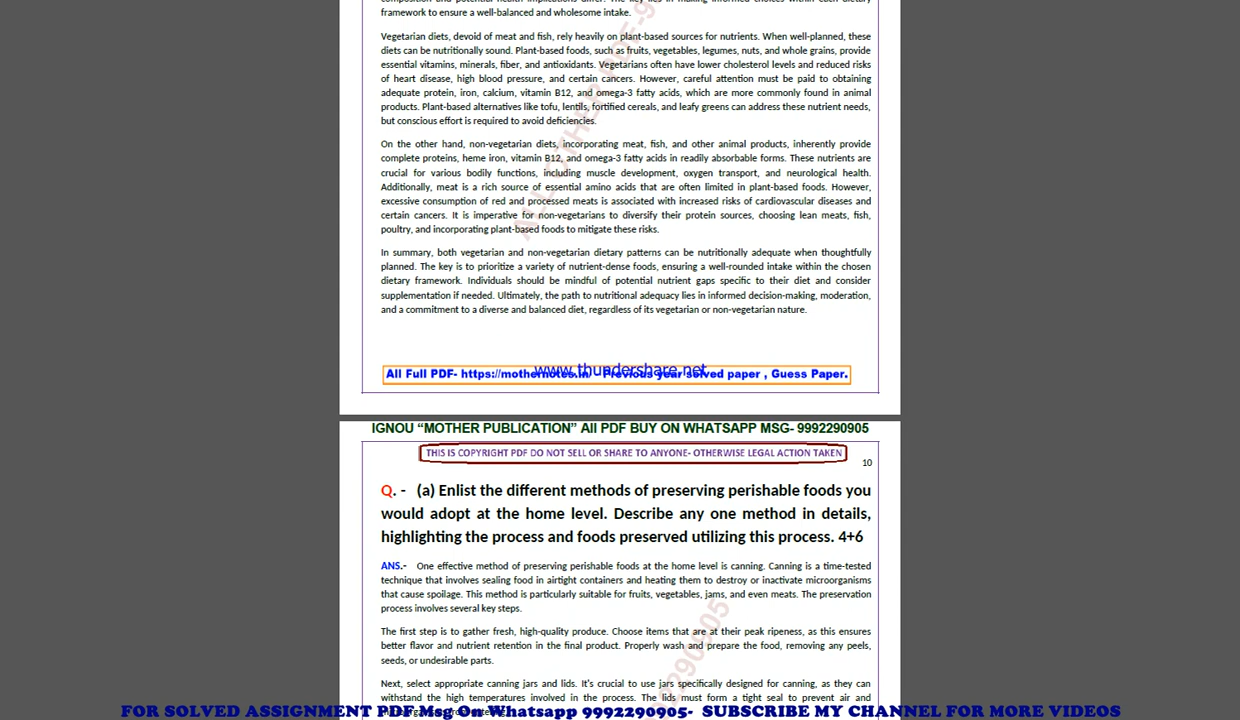 framework to ensure a well-balanced and wholesome intake.
Vegetarian diets, devoid of meat and fish, rely heavily on plant-based sources for nutrients. When well-planned, these
diets can be nutritionally sound. Plant-based foods, such as fruits, vegetables, legumes, nuts, and whole grains, provide
essential vitamins, minerals, fiber, and antioxidants. Vegetarians often have lower cholesterol levels and reduced risks
of heart disease, high blood pressure, and certain cancers. However, careful attention must be paid to obtaining
adequate protein, iron, calcium, vitamin B12, and omega-3 fatty acids, which are more commonly found in animal
products. Plant-based alternatives like tofu, lentils, fortified cereals, and leafy greens can address these nutrient needs,
but conscious effort is required to avoid deficiencies.
On the other hand, non-vegetarian diets, incorporating meat, fish, and other animal products, inherently provide
complete proteins, heme iron, vitamin B12, and omega-3 fatty acids in readily absorbable forms. These nutrients are
crucial for various bodily functions, including muscle development, oxygen transport, and neurological health.
Additionally, meat is a rich source of essential amino acids that are often limited in plant-based foods. However,
excessive consumption of red and processed meats is associated with increased risks of cardiovascular diseases and
certain cancers. It is imperative for non-vegetarians to diversify their protein sources, choosing lean meats, fish,
poultry, and incorporating plant-based foods to mitigate these risks.
In summary, both vegetarian and non-vegetarian dietary patterns can be nutritionally adequate when thoughtfully
planned. The key is to prioritize a variety of nutrient-dense foods, ensuring a well-rounded intake within the chosen
dietary framework. Individuals should be mindful of potential nutrient gaps specific to their diet and consider
supplementation if needed. Ultimately, the path to nutritional adequacy lies in informed decision-making, moderation,
and a commitment to a diverse and balanced diet, regardless of its vegetarian or non-vegetarian nature.
www.thundershare.net
All Full PDF- https://mothernotes.in - Previous year solved paper , Guess Paper.
IGNOU “MOTHER PUBLICATION” All PDF BUY ON WHATSAPP MSG- 9992290905
THIS IS COPYRIGHT PDF DO NOT SELL OR SHARE TO ANYONE- OTHERWISE LEGAL ACTION TAKEN
10
Q. - (a) Enlist the different methods of preserving perishable foods you
would adopt at the home level. Describe any one method in details,
highlighting the process and foods preserved utilizing this process. 4+6
ANS.- One effective method of preserving perishable foods at the home level is canning. Canning is a time-tested
technique that involves sealing food in airtight containers and heating them to destroy or inactivate microorganisms
that cause spoilage. This method is particularly suitable for fruits, vegetables, jams, and even meats. The preservation
process involves several key steps.
The first step is to gather fresh, high-quality produce. Choose items that are at their peak ripeness, as this ensures
better flavor and nutrient retention in the final product. Properly wash and prepare the food, removing any peels,
seeds, or undesirable parts.
Next, select appropriate canning jars and lids. It's crucial to use jars specifically designed for canning, as they can
withstand the high temperatures involved in the process. The lids must form a tight seal to prevent air and
FOR SOLVED ASSIGNMENT PDF Msg On Whatsapp 9992290905- SUBSCRIBE MY CHANNEL FOR MORE VIDEOS